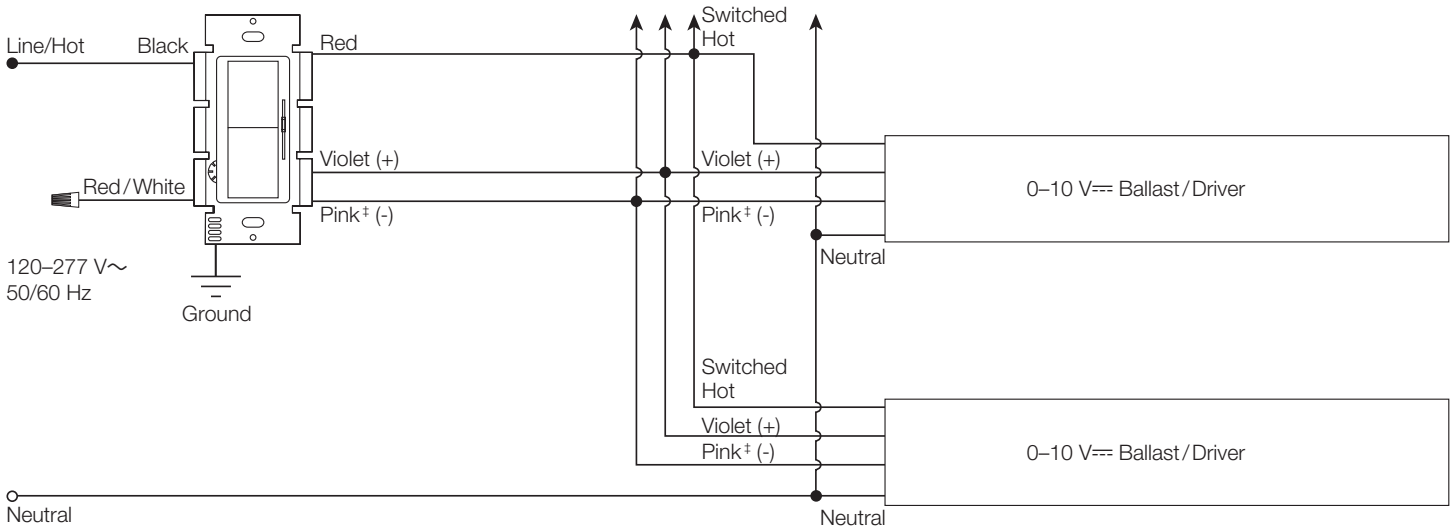 Switched
Hot
Line/Hot
Black
Red
Violet (+)
Violet (+)
0–10 V⎓ Ballast/Driver
Red/White
Pink‡ (-)
Pink‡ (-)
Neutral
120–277 V~
50/60 Hz
Ground
Switched
Hot
Violet (+)
Pink‡ (-)
0–10 V⎓ Ballast/Driver
Neutral
Neutral